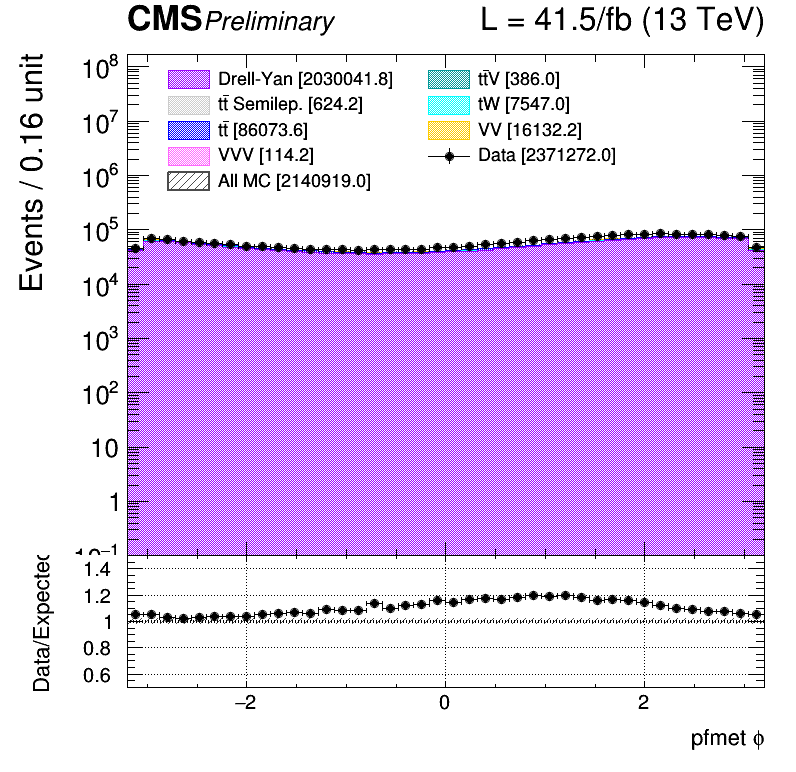 CMS Preliminary L = 41.5/fb (13 TeV)
Events / 0.16 unit
10⁸
10⁷
10⁶
10⁵
10⁴
10³
10²
10
1
10⁻¹
Drell-Yan [2030041.8]
tt̄ Semilep. [624.2]
tt̄ [86073.6]
VVV [114.2]
All MC [2140919.0]
tt̄V [386.0]
tW [7547.0]
VV [16132.2]
Data [2371272.0]
Data/Expected
1.4
1.2
1
0.8
0.6
−2 0 2
pfmet ϕ